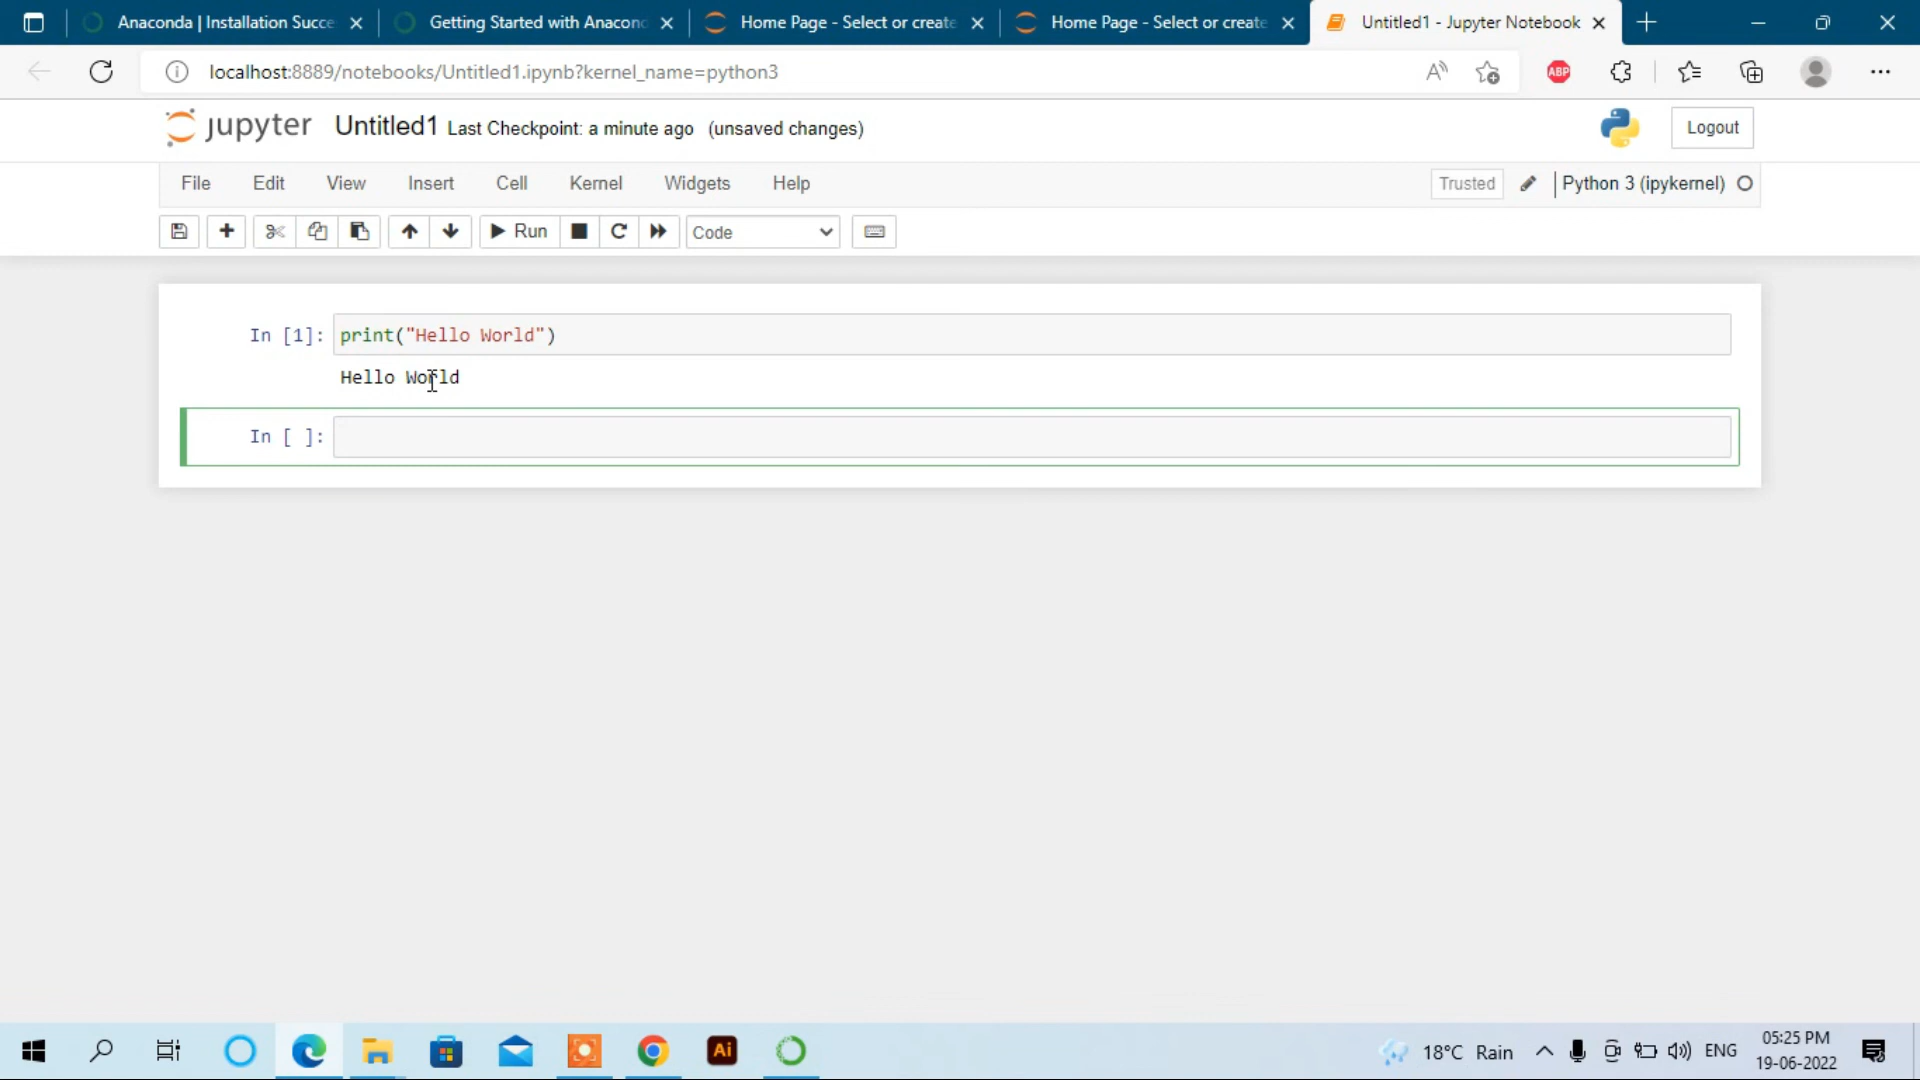 Anaconda | Installation Succe
Getting Started with Anacon
Home Page - Select or create
Home Page - Select or create
Untitled1 - Jupyter Notebook
localhost:8889/notebooks/Untitled1.ipynb?kernel_name=python3
ABP
jupyter Untitled1 Last Checkpoint: a minute ago (unsaved changes)
Logout
File Edit View Insert Cell Kernel Widgets Help
Trusted
Python 3 (ipykernel)
Run
Code
In [1]: print("Hello World")
Hello World
In [ ]:
Ai
18°C Rain
ENG
05:25 PM
19-06-2022